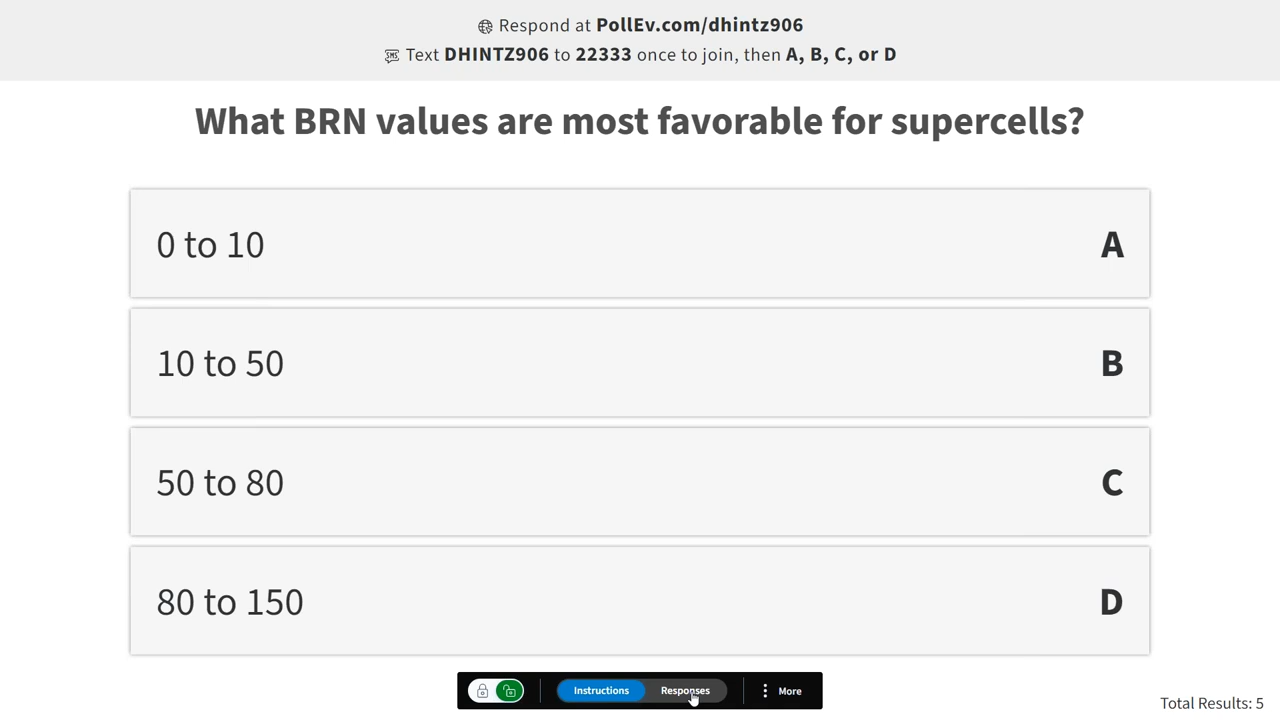 Respond at PollEv.com/dhintz906
SMS Text DHINTZ906 to 22333 once to join, then A, B, C, or D
What BRN values are most favorable for supercells?
0 to 10 A
10 to 50 B
50 to 80 C
80 to 150 D
Instructions Responses More
Total Results: 5